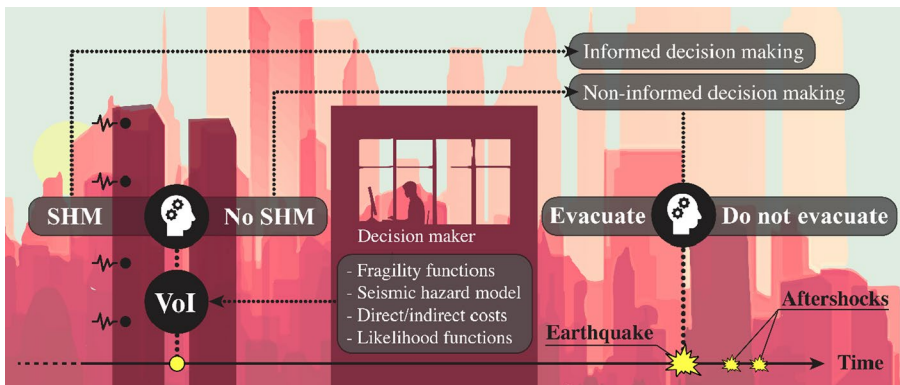 Informed decision making
Non-informed decision making
SHM
No SHM
Evacuate
Do not evacuate
Decision maker
- Fragility functions
- Seismic hazard model
- Direct/indirect costs
- Likelihood functions
VoI
Aftershocks
Earthquake
Time